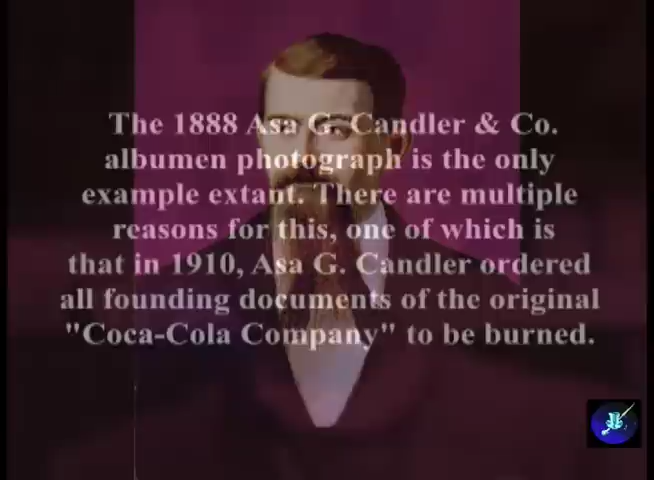 The 1888 Asa G. Candler & Co.
albumen photograph is the only
example extant. There are multiple
reasons for this, one of which is
that in 1910, Asa G. Candler ordered
all founding documents of the original
"Coca-Cola Company" to be burned.